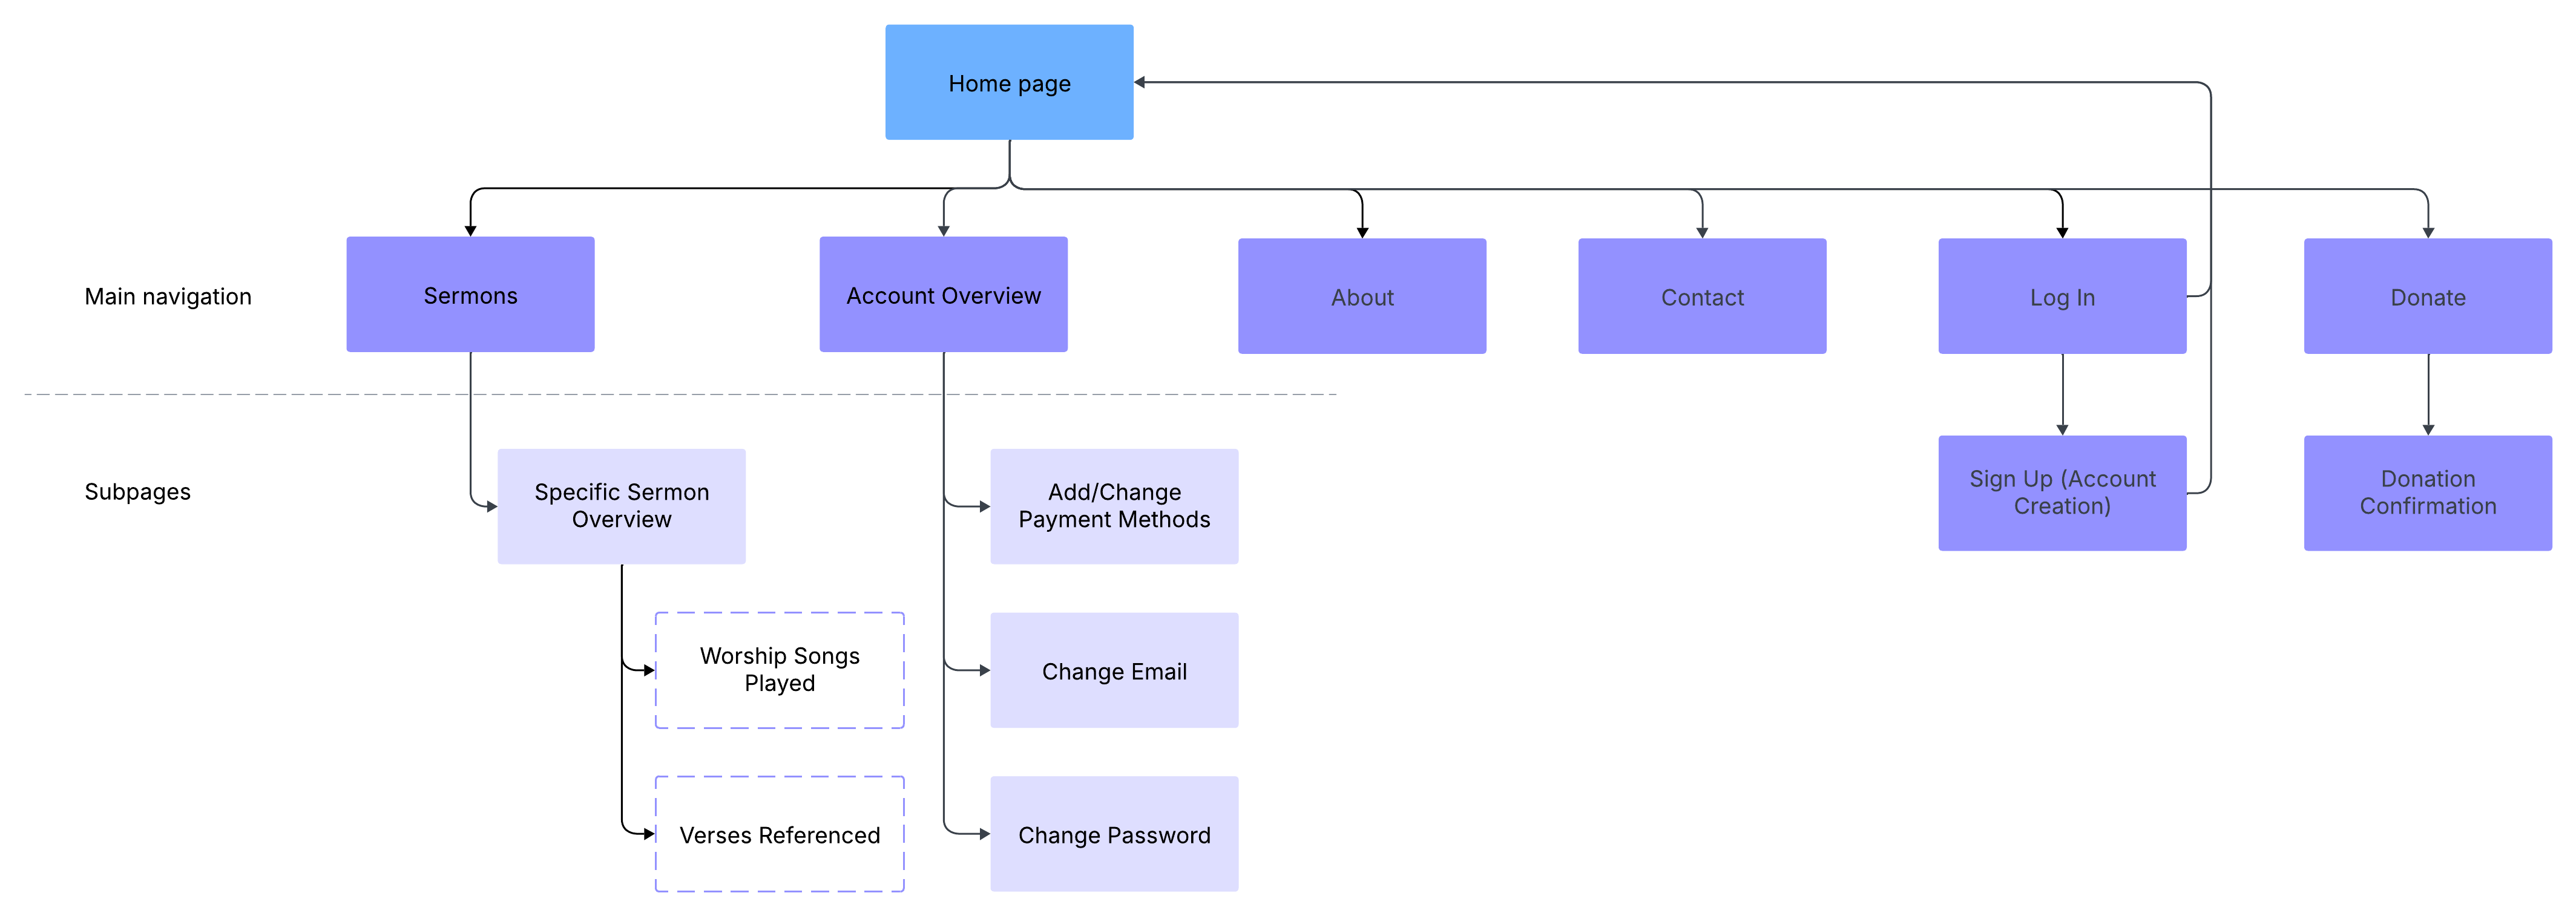 Home page
Main navigation
Sermons
Account Overview
About
Contact
Log In
Donate
Subpages
Specific Sermon
Overview
Add/Change
Payment Methods
Sign Up (Account
Creation)
Donation
Confirmation
Worship Songs
Played
Change Email
Verses Referenced
Change Password